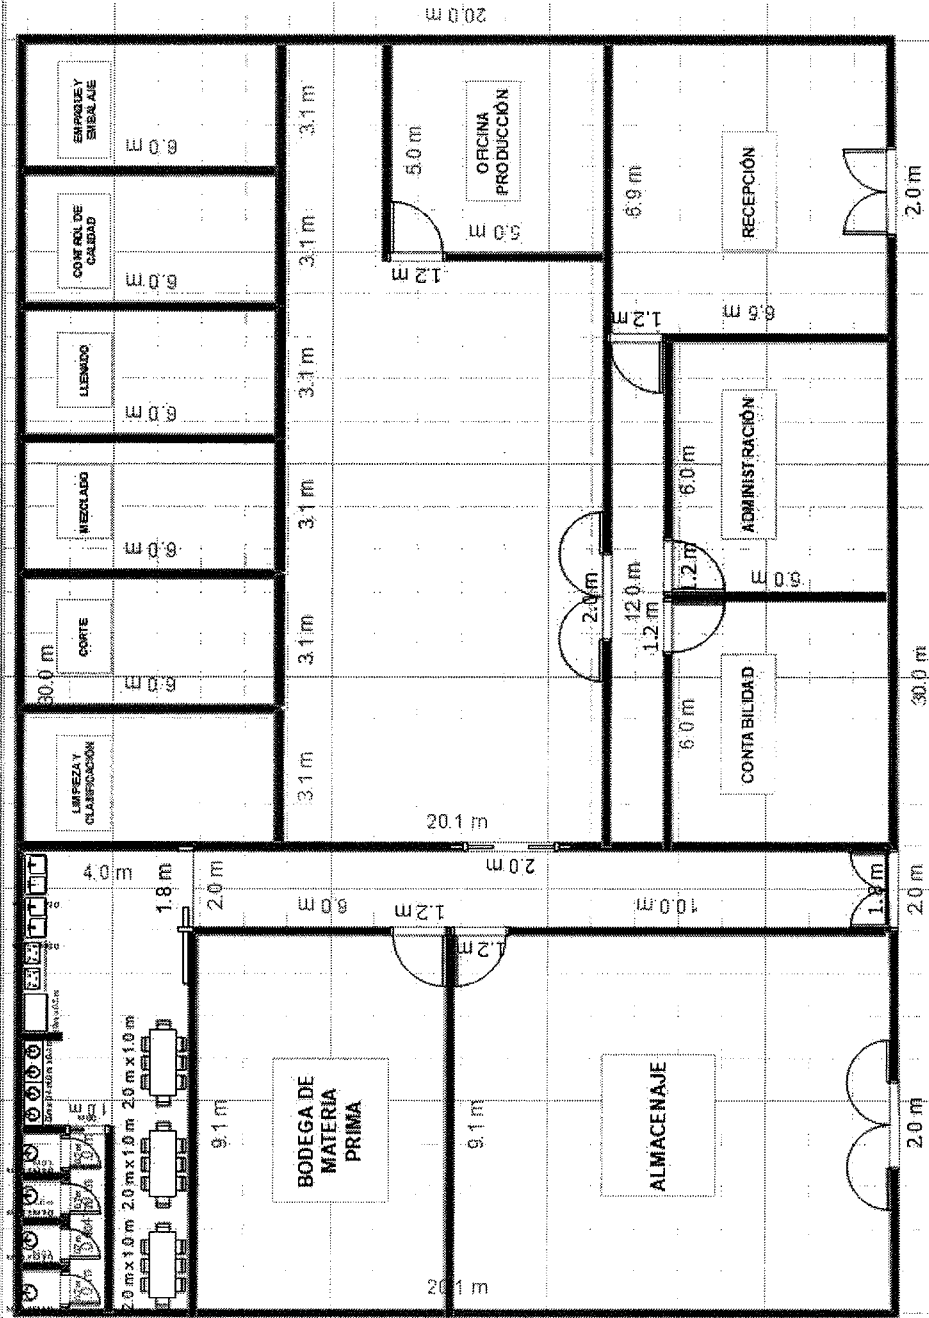 20.0 m
EMPAQUE Y
EMBALAJE
6.0 m
3.1 m
5.0 m
OFICINA
PRODUCCIÓN
5.0 m
1.2 m
6.9 m
RECEPCIÓN
2.0 m
6.6 m
1.2 m
CONTROL DE
CALIDAD
6.0 m
3.1 m
LLENADO
6.0 m
3.1 m
MEZCLADO
6.0 m
3.1 m
CORTE
30.0 m
6.0 m
3.1 m
LIMPIEZA Y
CLASIFICACIÓN
3.1 m
2.0 m
12.0 m
1.2 m
1.2 m
6.0 m
ADMINISTRACIÓN
5.0 m
6.0 m
CONTABILIDAD
30.0 m
20.1 m
2.0 m
4.0 m
1.8 m
2.0 m
6.0 m
1.2 m
1.2 m
10.0 m
1.8 m
2.0 m
2.0 m x 1.0 m
2.0 m x 1.0 m
2.0 m x 1.0 m
9.1 m
BODEGA DE
MATERIA
PRIMA
9.1 m
ALMACENAJE
2.0 m
20.1 m